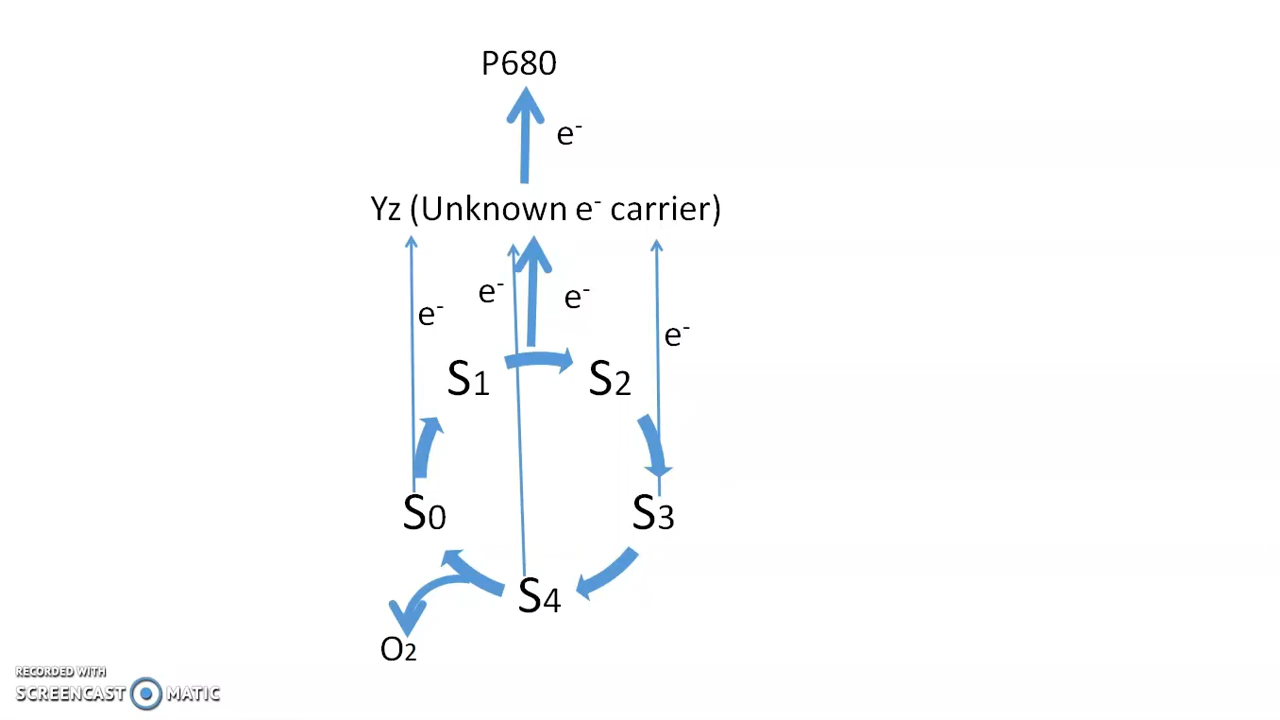 P680
e-
Yz (Unknown e- carrier)
e-
e-
e-
e-
S1
S2
S0
S3
S4
O2
RECORDED WITH
SCREENCAST MATIC